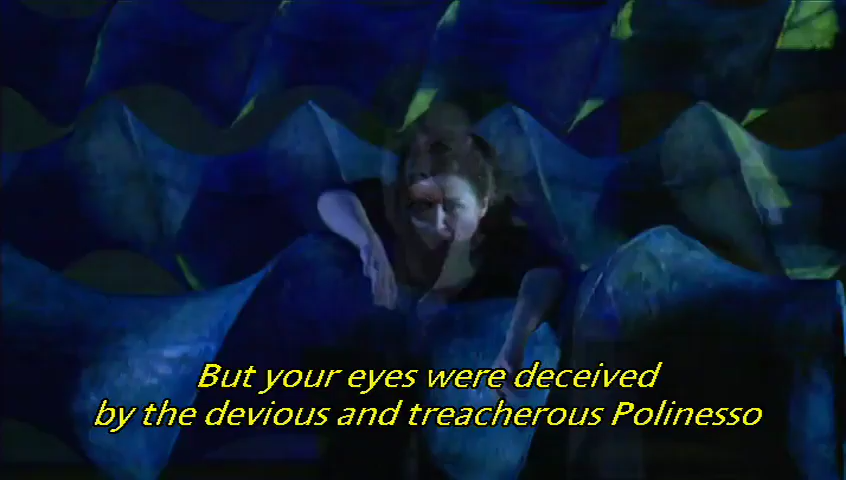 But your eyes were deceived
by the devious and treacherous Polinesso